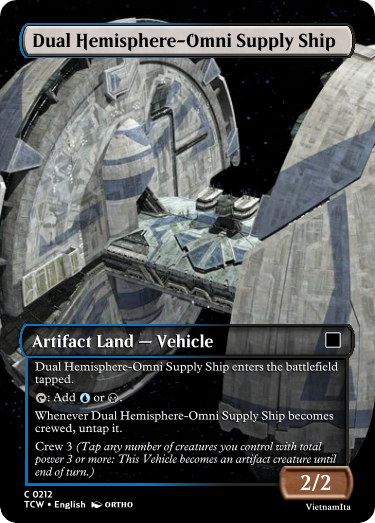 Dual Hemisphere-Omni Supply Ship
Artifact Land — Vehicle
Dual Hemisphere-Omni Supply Ship enters the battlefield
tapped.
: Add or .
Whenever Dual Hemisphere-Omni Supply Ship becomes
crewed, untap it.
Crew 3 (Tap any number of creatures you control with total
power 3 or more: This Vehicle becomes an artifact creature until
end of turn.)
2/2
C 0212
TCW • English ORTHO
VietnamIta